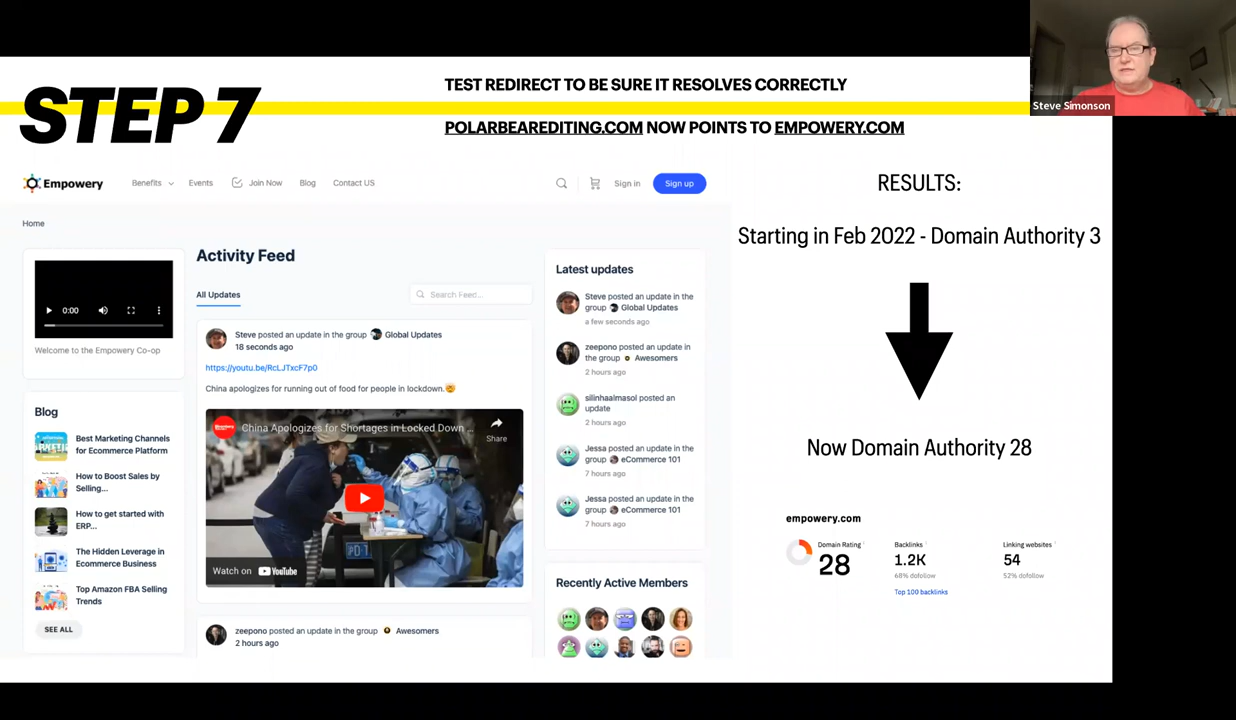 STEP 7
TEST REDIRECT TO BE SURE IT RESOLVES CORRECTLY
POLARBEAREDITING.COM NOW POINTS TO EMPOWERY.COM
Steve Simonson
Empowery
Benefits
Events
Join Now
Blog
Contact US
Sign in
Sign up
Home
0:00
Welcome to the Empowery Co-op
Blog
Best Marketing Channels
for Ecommerce Platform
How to Boost Sales by
Selling...
How to get started with
ERP...
The Hidden Leverage in
Ecommerce Business
Top Amazon FBA Selling
Trends
SEE ALL
Activity Feed
All Updates
Search Feed...
Steve posted an update in the group Global Updates
18 seconds ago
https://youtu.be/RcLJTxcF7p0
China apologizes for running out of food for people in lockdown.🤯
China Apologizes for Shortages in Locked Down ...
Share
PD 1
Watch on YouTube
zeepono posted an update in the group Awesomers
2 hours ago
Latest updates
Steve posted an update in the
group Global Updates
a few seconds ago
zeepono posted an update in
the group Awesomers
2 hours ago
silinhaalmasol posted an
update
2 hours ago
Jessa posted an update in the
group eCommerce 101
7 hours ago
Jessa posted an update in the
group eCommerce 101
7 hours ago
Recently Active Members
RESULTS:
Starting in Feb 2022 - Domain Authority 3
Now Domain Authority 28
empowery.com
Domain Rating
28
Backlinks
1.2K
68% dofollow
Top 100 backlinks
Linking websites
54
52% dofollow